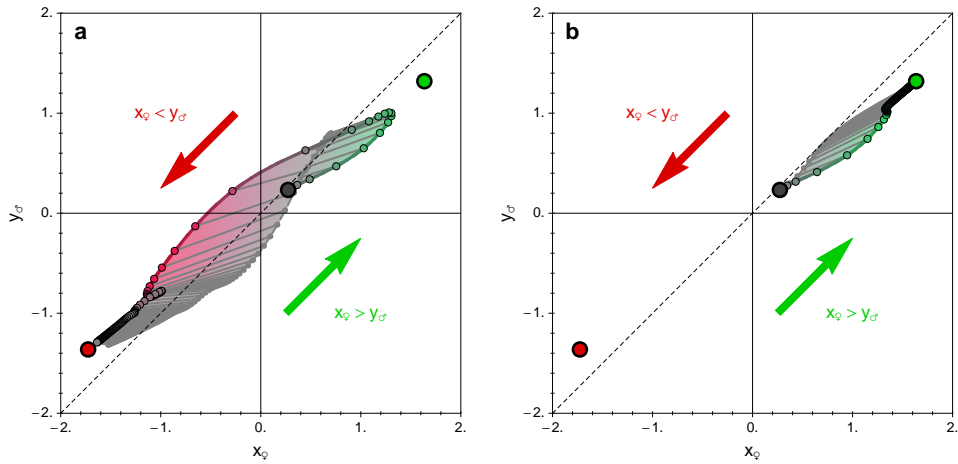 a
x♀ < y♂
x♀ > y♂
2.
1.
0.
−1.
−2.
−2.
−1.
0.
1.
2.
y♂
x♀
b
x♀ < y♂
x♀ > y♂
2.
1.
0.
−1.
−2.
−2.
−1.
0.
1.
2.
y♂
x♀